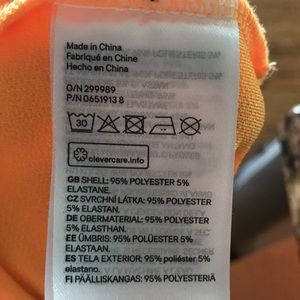 Made in China
Fabriqué en Chine
Hecho en China
O/N 299989
P/N 0651913 8
30
clevercare.info
GB SHELL: 95% POLYESTER 5%
ELASTANE.
CZ SVRCHNÍ LÁTKA: 95% POLYESTER
5% ELASTAN.
DE OBERMATERIAL: 95% POLYESTER
5% ELASTHAN.
EE ÜMBRIS: 95% POLÜESTER 5%
ELASTAAN.
ES TELA EXTERIOR: 95% poliéster 5%
elastano.
FI PÄÄLLISKANGAS: 95% POLYESTERIÄ